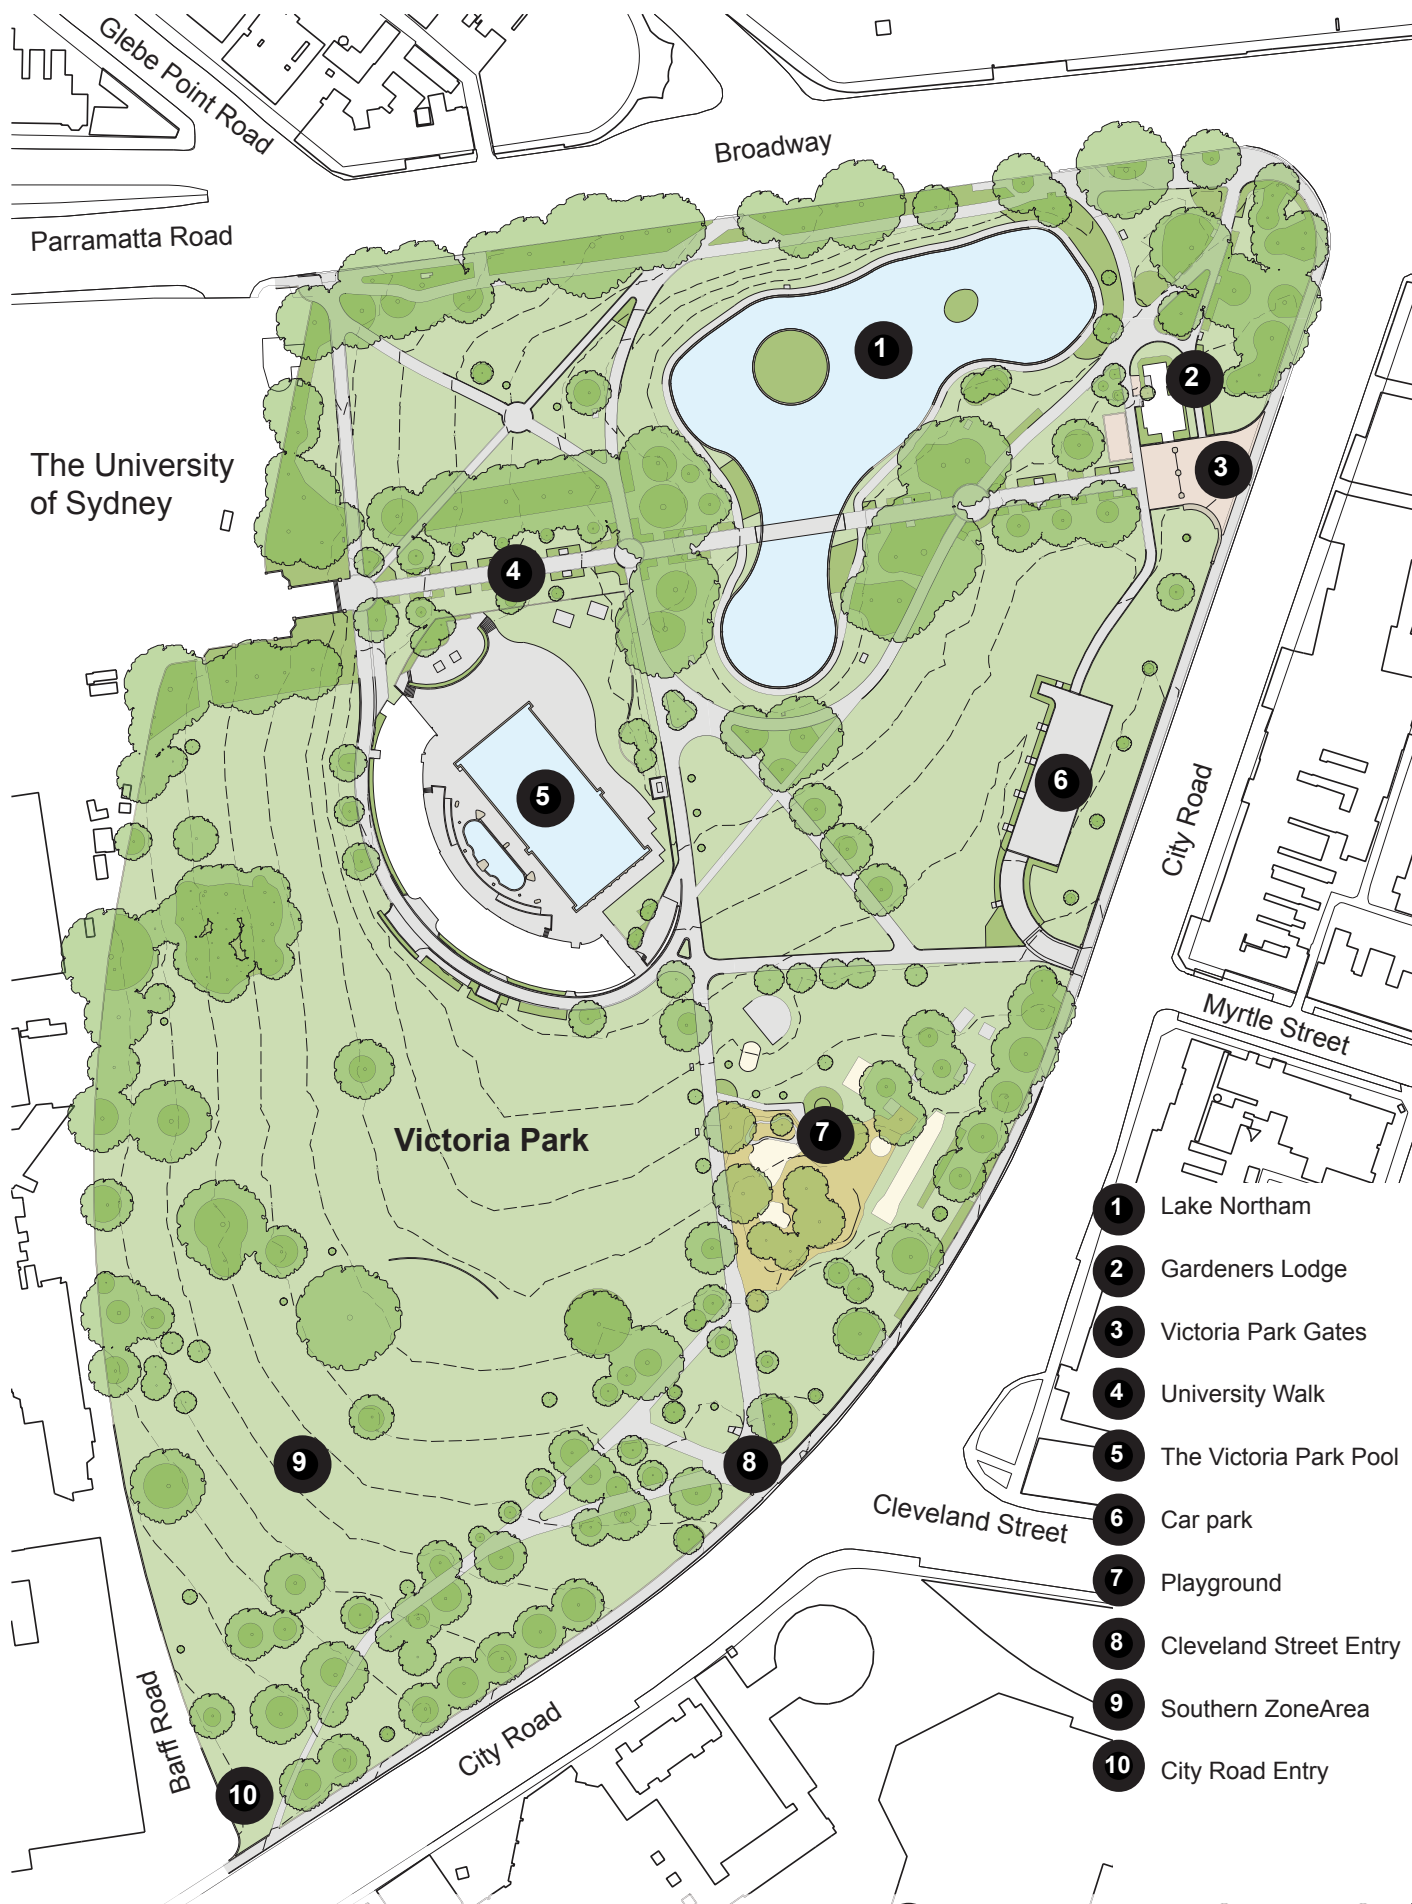 Glebe Point Road
Broadway
Parramatta Road
1
2
The University
of Sydney
3
4
5
6
City Road
Myrtle Street
Victoria Park
7
1 Lake Northam
2 Gardeners Lodge
3 Victoria Park Gates
4 University Walk
5 The Victoria Park Pool
6 Car park
7 Playground
8 Cleveland Street Entry
9 Southern ZoneArea
10 City Road Entry
9
8
Cleveland Street
Barff Road
City Road
10